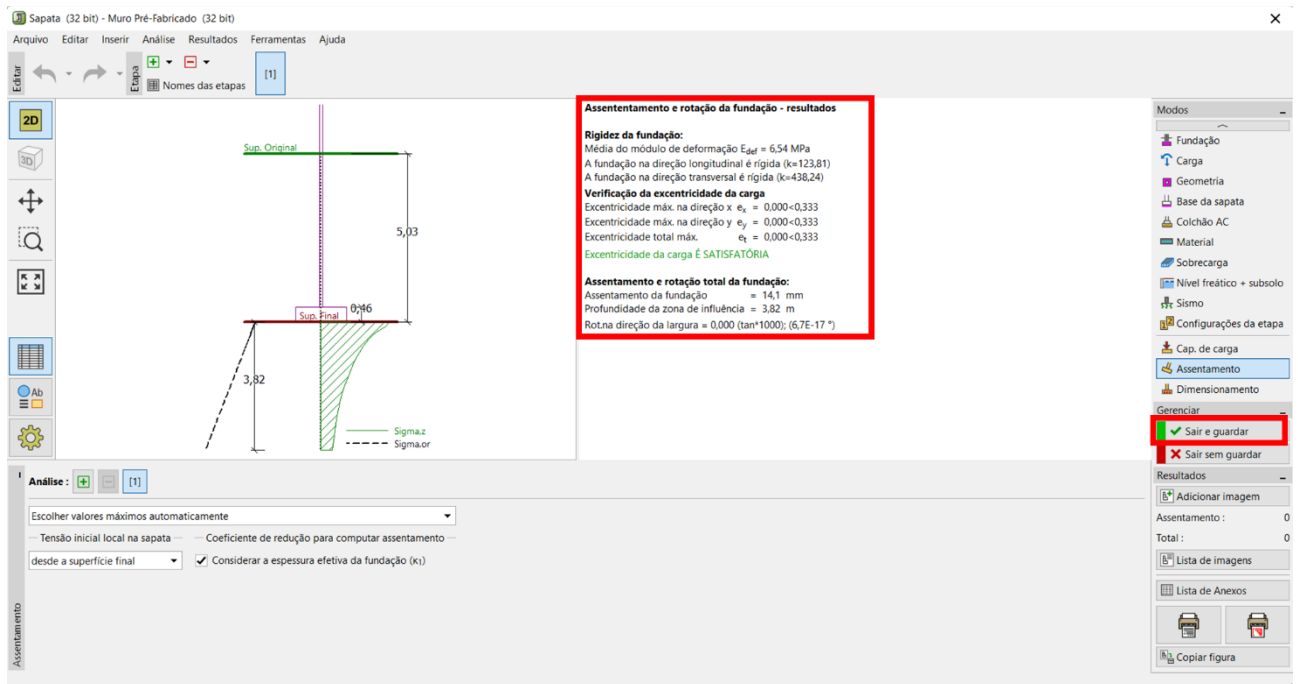 Sapata (32 bit) - Muro Pré-Fabricado (32 bit)
Arquivo Editar Inserir Análise Resultados Ferramentas Ajuda
Editar
Etapa
Nomes das etapas
[1]
2D
3D
Ab
Sup. Original
5,03
0,46
Sup. Final
3,82
Sigma,z
Sigma,or
Assententamento e rotação da fundação - resultados
Rigidez da fundação:
Média do módulo de deformação Edef = 6,54 MPa
A fundação na direção longitudinal é rígida (k=123,81)
A fundação na direção transversal é rígida (k=438,24)
Verificação da excentricidade da carga
Excentricidade máx. na direção x ex = 0,000<0,333
Excentricidade máx. na direção y ey = 0,000<0,333
Excentricidade total máx. et = 0,000<0,333
Excentricidade da carga É SATISFATÓRIA
Assentamento e rotação total da fundação:
Assentamento da fundação = 14,1 mm
Profundidade da zona de influência = 3,82 m
Rot.na direção da largura = 0,000 (tan*1000); (6,7E-17 °)
Modos
Fundação
Carga
Geometria
Base da sapata
Colchão AC
Material
Sobrecarga
Nível freático + subsolo
Sismo
Configurações da etapa
Cap. de carga
Assentamento
Dimensionamento
Gerenciar
Sair e guardar
Sair sem guardar
Resultados
Adicionar imagem
Assentamento : 0
Total : 0
Lista de imagens
Lista de Anexos
Copiar figura
Análise : [1]
Escolher valores máximos automaticamente
Tensão inicial local na sapata
Coeficiente de redução para computar assentamento
desde a superfície final
Considerar a espessura efetiva da fundação (κ1)
Assentamento